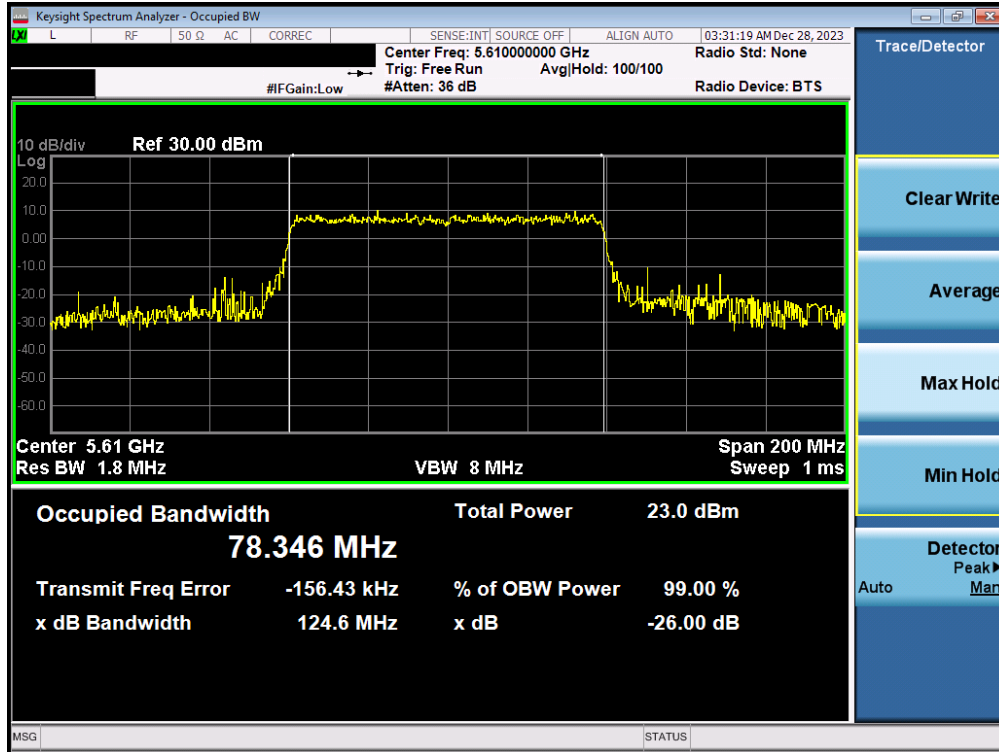 Keysight Spectrum Analyzer - Occupied BW
LXI L RF 50 Ω AC CORREC SENSE:INT SOURCE OFF ALIGN AUTO 03:31:19 AM Dec 28, 2023
Center Freq: 5.610000000 GHz Radio Std: None
Trig: Free Run Avg|Hold: 100/100
#IFGain:Low #Atten: 36 dB Radio Device: BTS
Trace/Detector
10 dB/div Ref 30.00 dBm
Log
20.0
10.0
0.00
-10.0
-20.0
-30.0
-40.0
-50.0
-60.0
Center 5.61 GHz Span 200 MHz
Res BW 1.8 MHz VBW 8 MHz Sweep 1 ms
Occupied Bandwidth Total Power 23.0 dBm
78.346 MHz
Transmit Freq Error -156.43 kHz % of OBW Power 99.00 %
x dB Bandwidth 124.6 MHz x dB -26.00 dB
Clear Write
Average
Max Hold
Min Hold
Detector
Peak▶
Auto Man
MSG STATUS